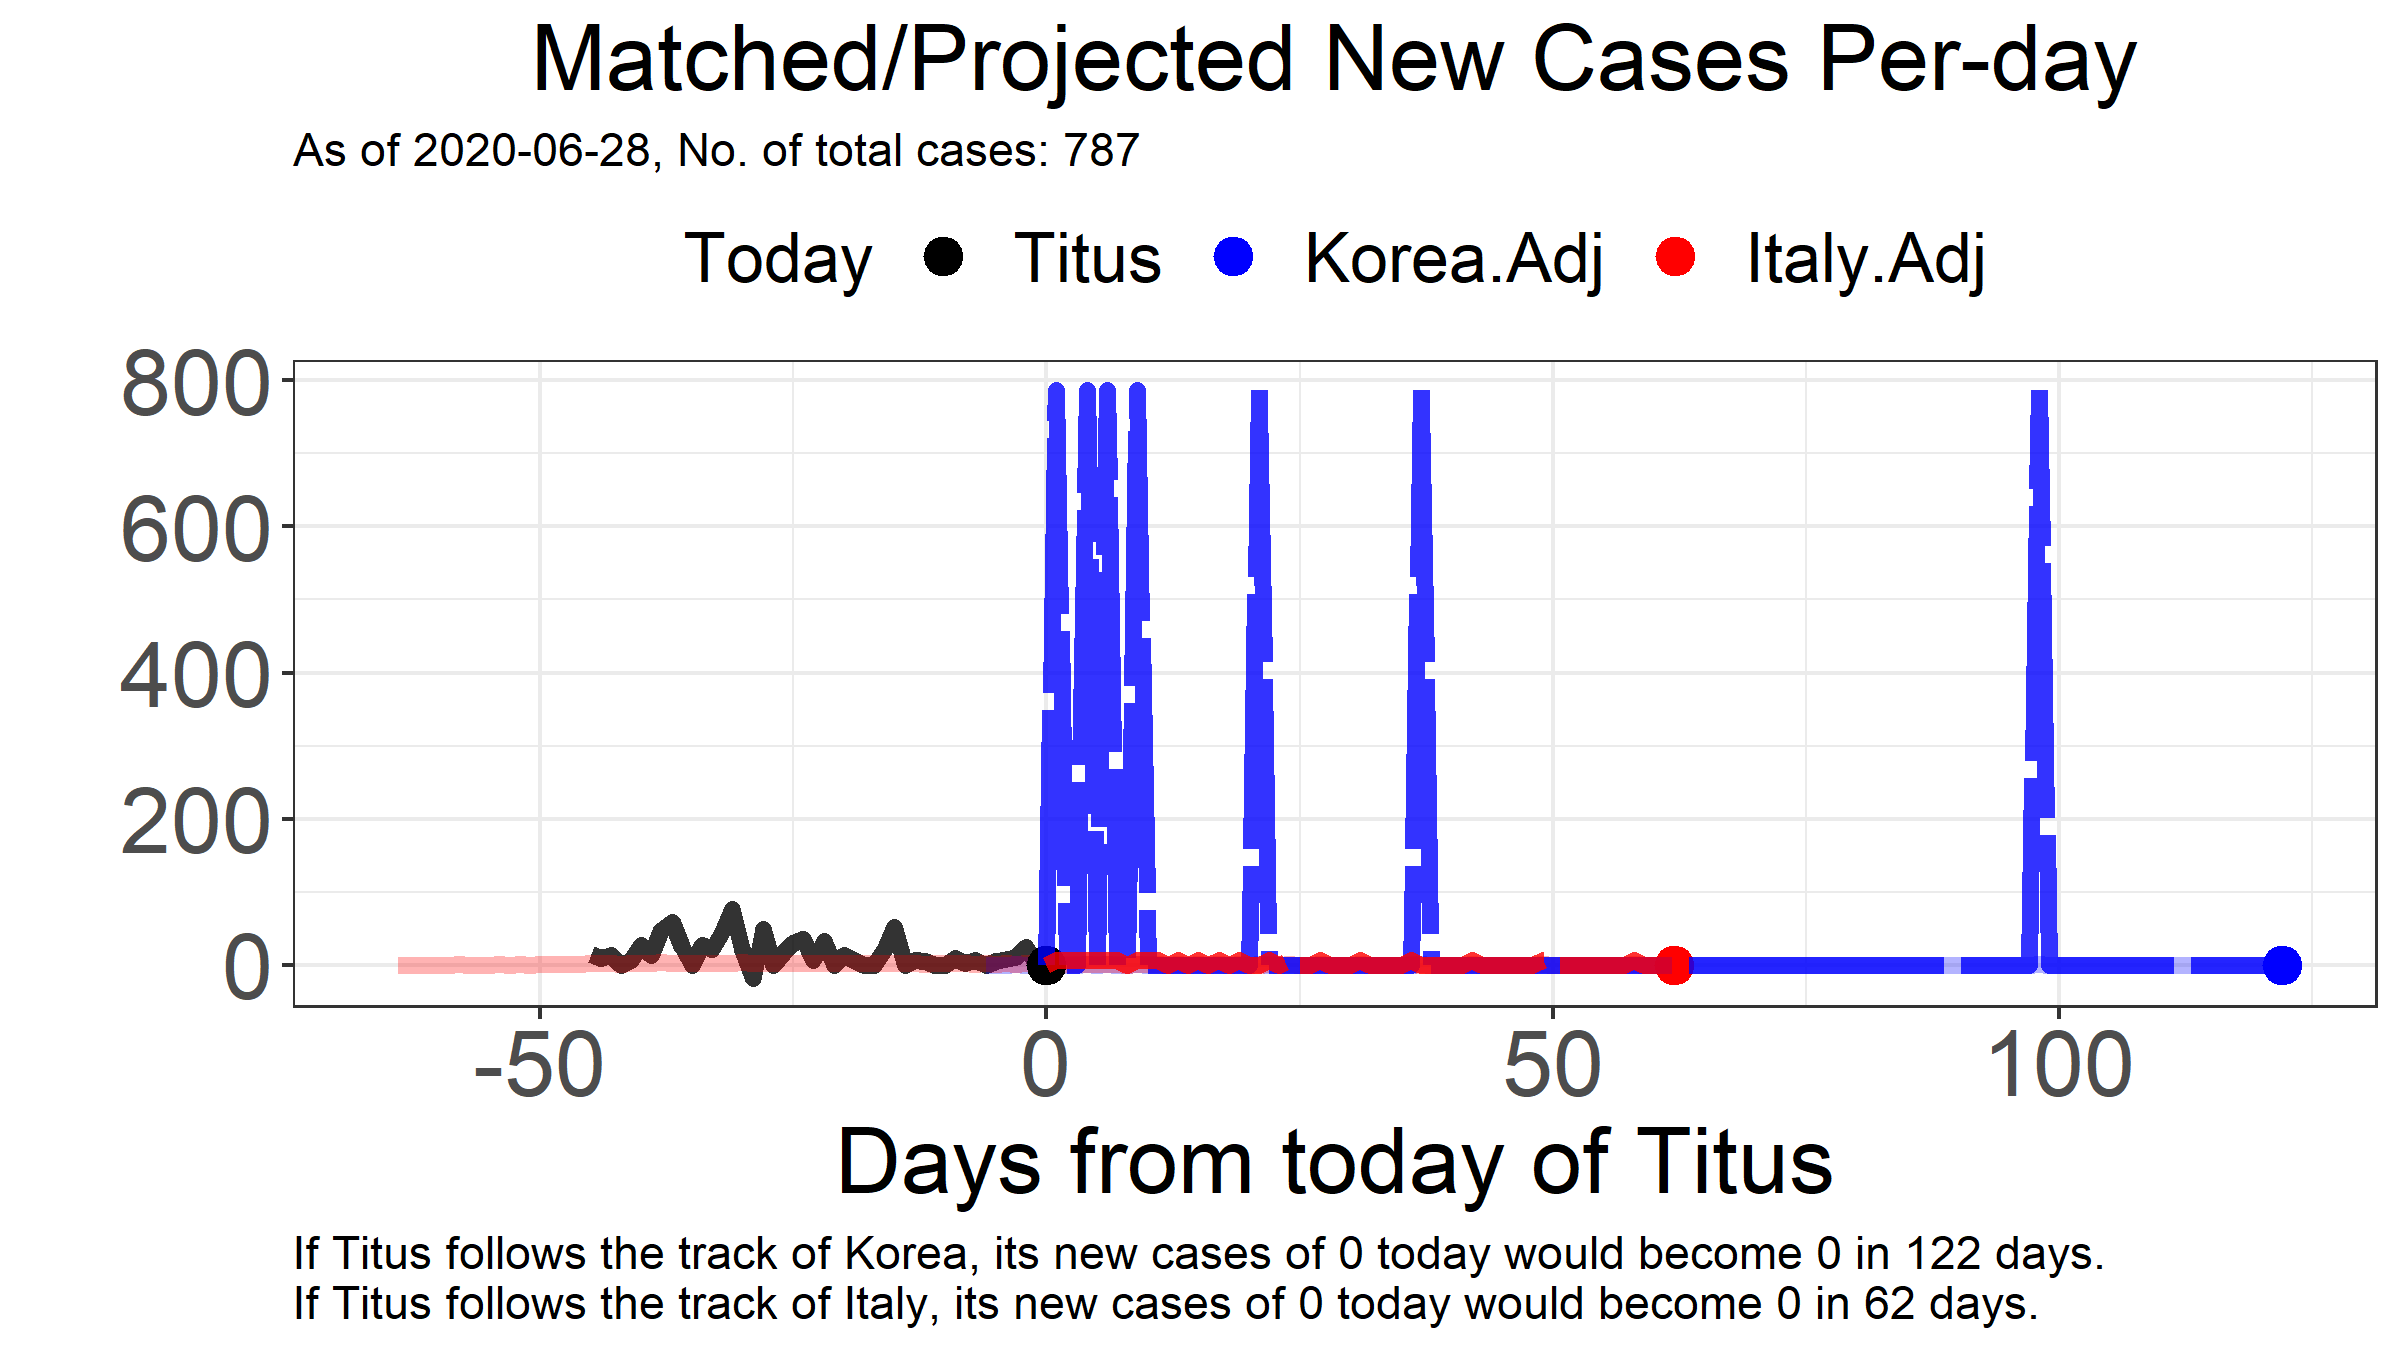 Matched/Projected New Cases Per-day
As of 2020-06-28, No. of total cases: 787
Today Titus Korea.Adj Italy.Adj
800
600
400
200
0
-50 0 50 100
Days from today of Titus
If Titus follows the track of Korea, its new cases of 0 today would become 0 in 122 days.
If Titus follows the track of Italy, its new cases of 0 today would become 0 in 62 days.